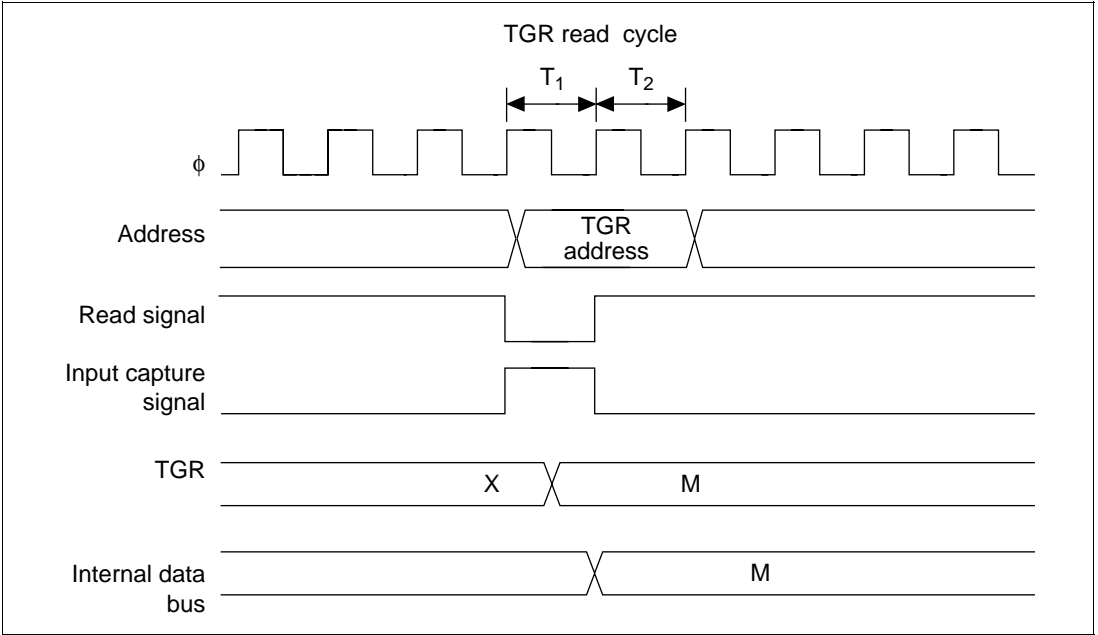 TGR read cycle
T1 T2
ϕ
Address
TGR
address
Read signal
Input capture
signal
TGR
X M
Internal data
bus
M